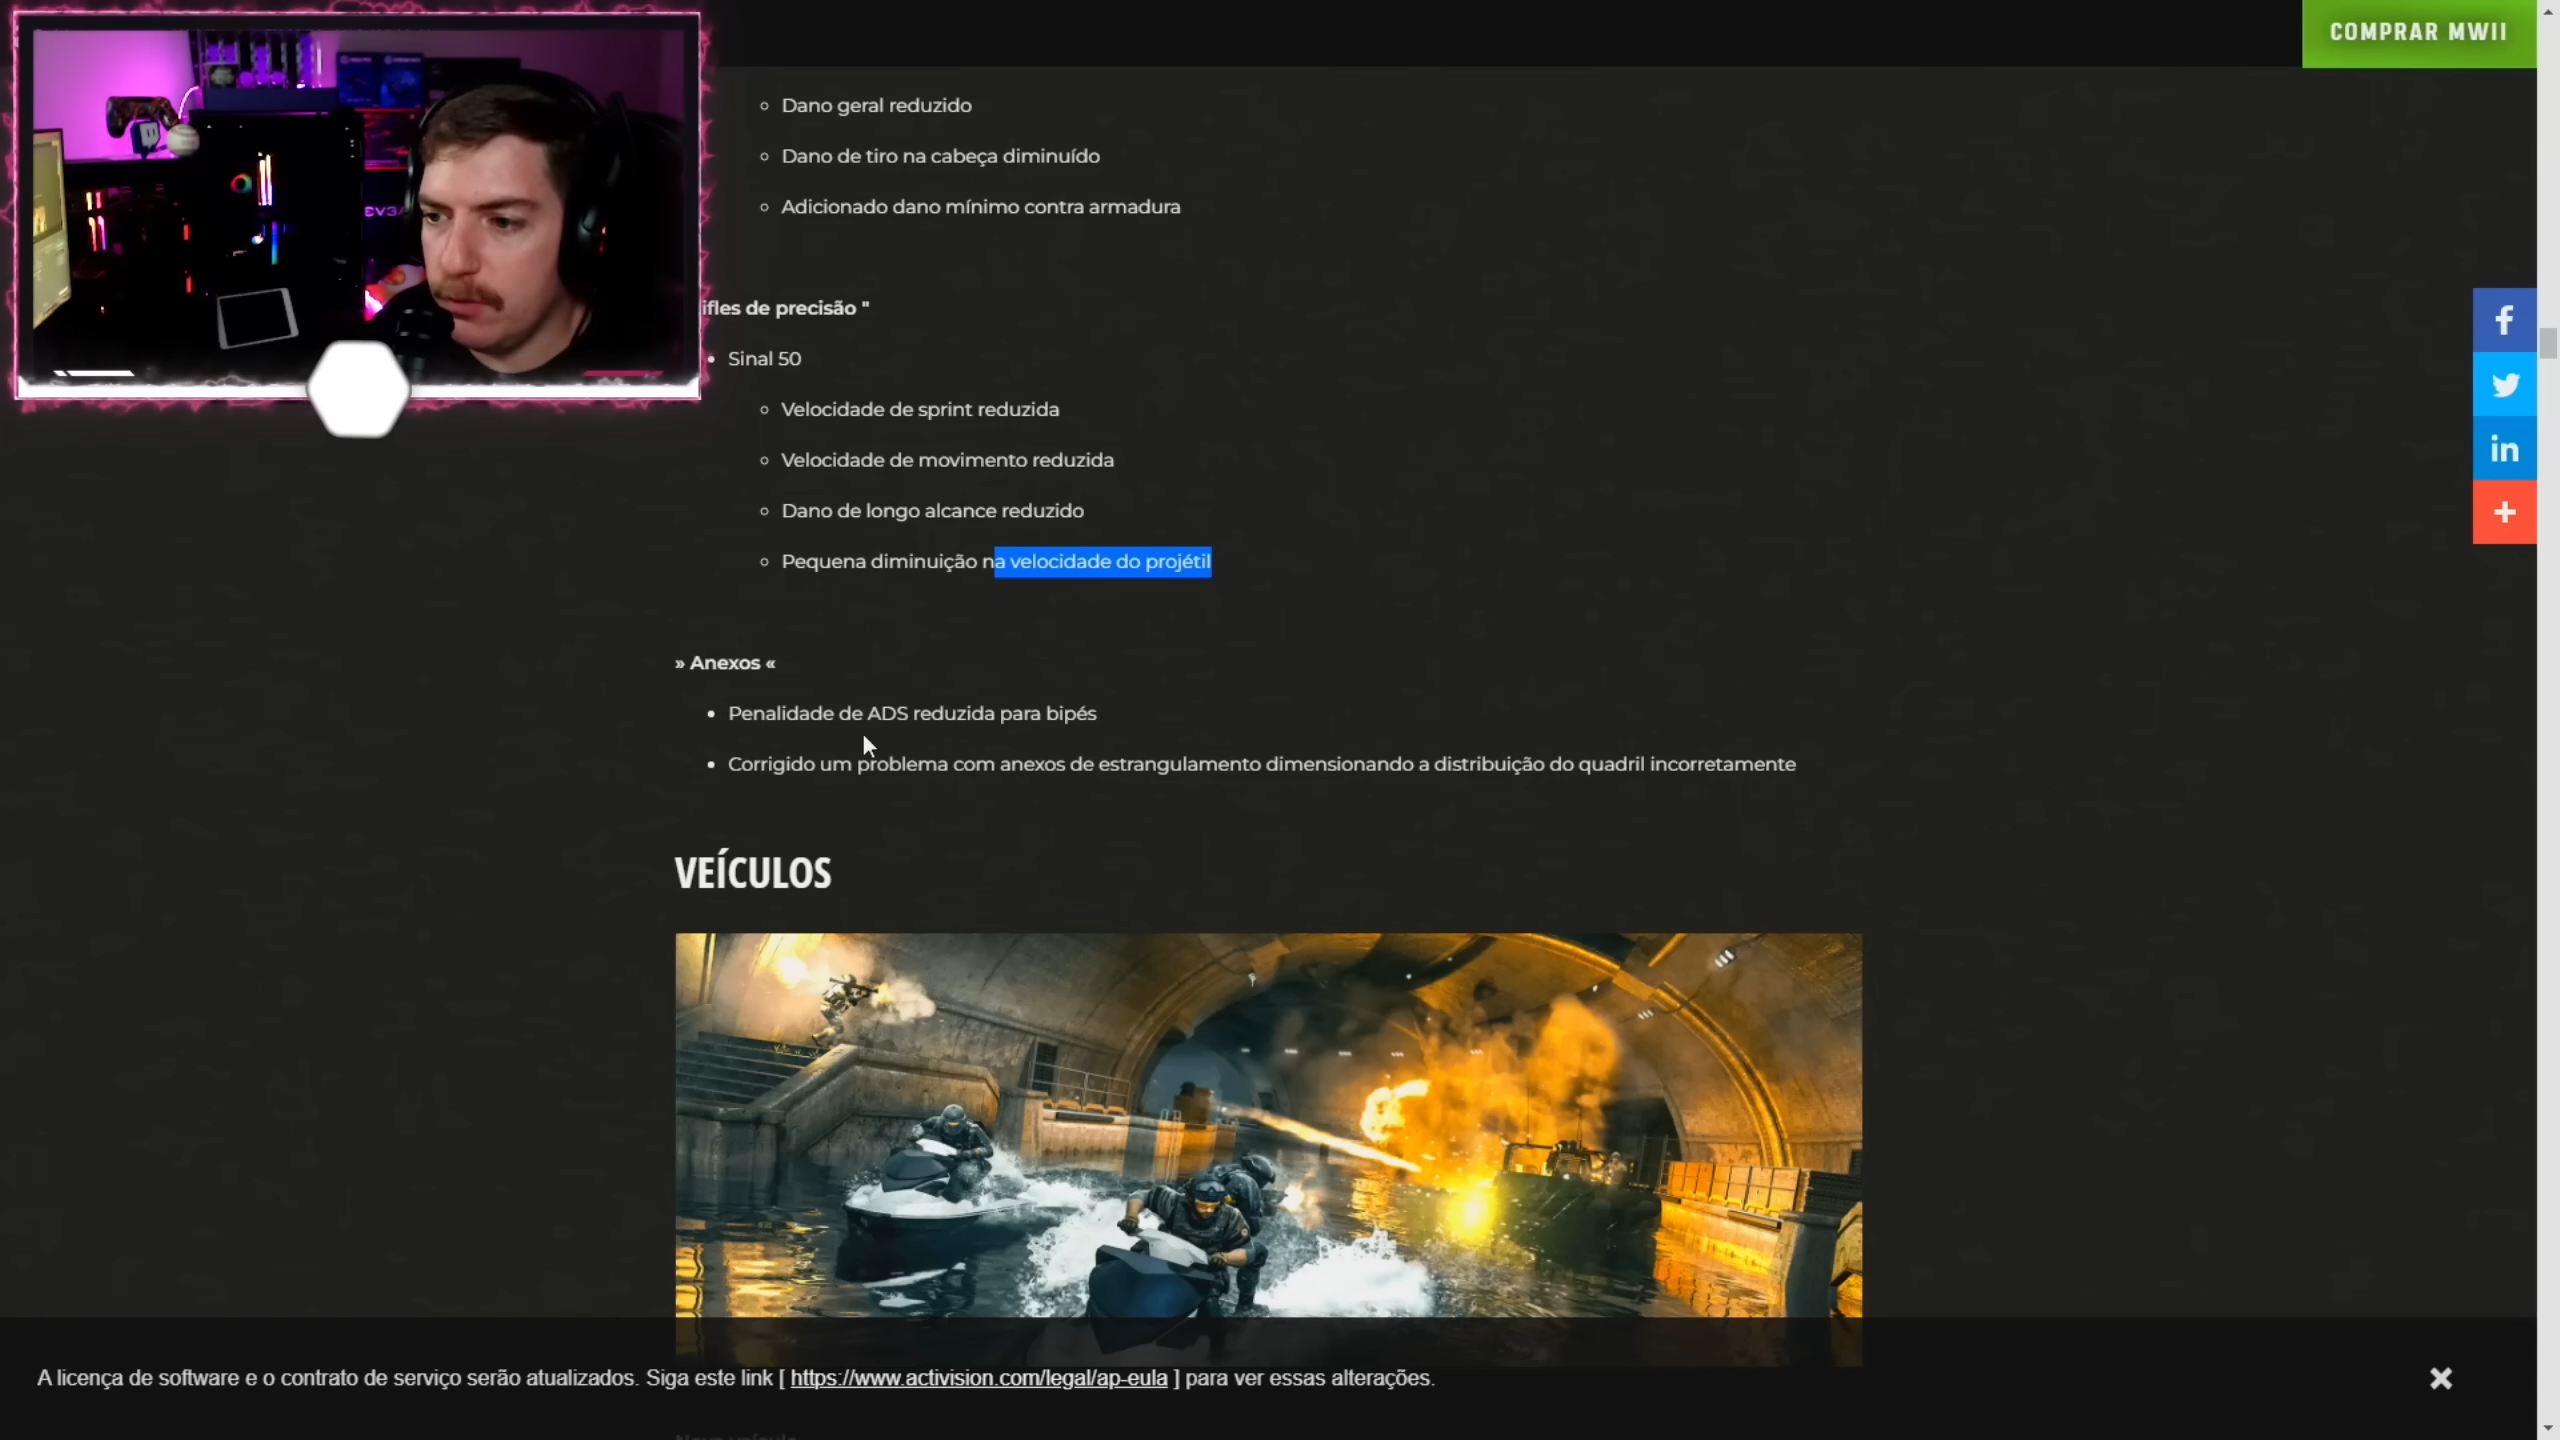 COMPRAR MWII
Dano geral reduzido
Dano de tiro na cabeça diminuído
Adicionado dano mínimo contra armadura
ifles de precisão "
Sinal 50
Velocidade de sprint reduzida
Velocidade de movimento reduzida
Dano de longo alcance reduzido
Pequena diminuição na velocidade do projétil
» Anexos «
Penalidade de ADS reduzida para bipés
Corrigido um problema com anexos de estrangulamento dimensionando a distribuição do quadril incorretamente
VEÍCULOS
A licença de software e o contrato de serviço serão atualizados. Siga este link [ https://www.activision.com/legal/ap-eula ] para ver essas alterações.